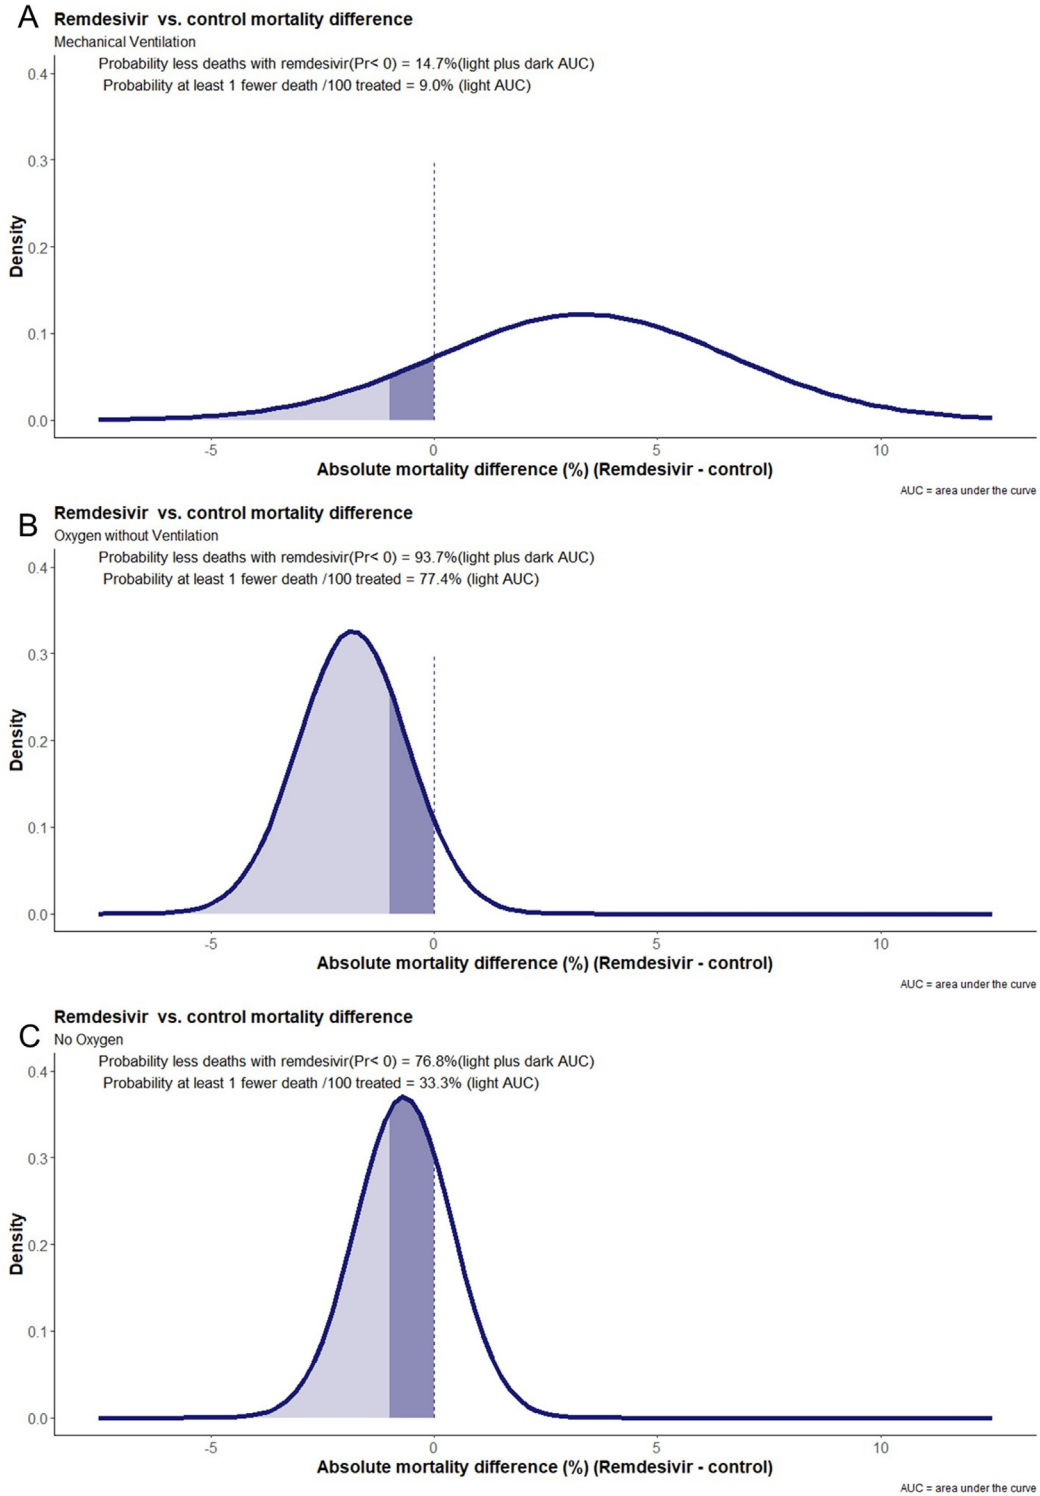 A
Remdesivir  vs. control mortality difference
Mechanical Ventilation
Probability less deaths with remdesivir(Pr< 0) = 14.7%(light plus dark AUC)
Probability at least 1 fewer death /100 treated = 9.0% (light AUC)
0.4
0.3
0.2
0.1
0.0
Density
-5
0
5
10
Absolute mortality difference (%) (Remdesivir - control)
AUC = area under the curve
B
Remdesivir  vs. control mortality difference
Oxygen without Ventilation
Probability less deaths with remdesivir(Pr< 0) = 93.7%(light plus dark AUC)
Probability at least 1 fewer death /100 treated = 77.4% (light AUC)
0.4
0.3
0.2
0.1
0.0
Density
-5
0
5
10
Absolute mortality difference (%) (Remdesivir - control)
AUC = area under the curve
C
Remdesivir  vs. control mortality difference
No Oxygen
Probability less deaths with remdesivir(Pr< 0) = 76.8%(light plus dark AUC)
Probability at least 1 fewer death /100 treated = 33.3% (light AUC)
0.4
0.3
0.2
0.1
0.0
Density
-5
0
5
10
Absolute mortality difference (%) (Remdesivir - control)
AUC = area under the curve